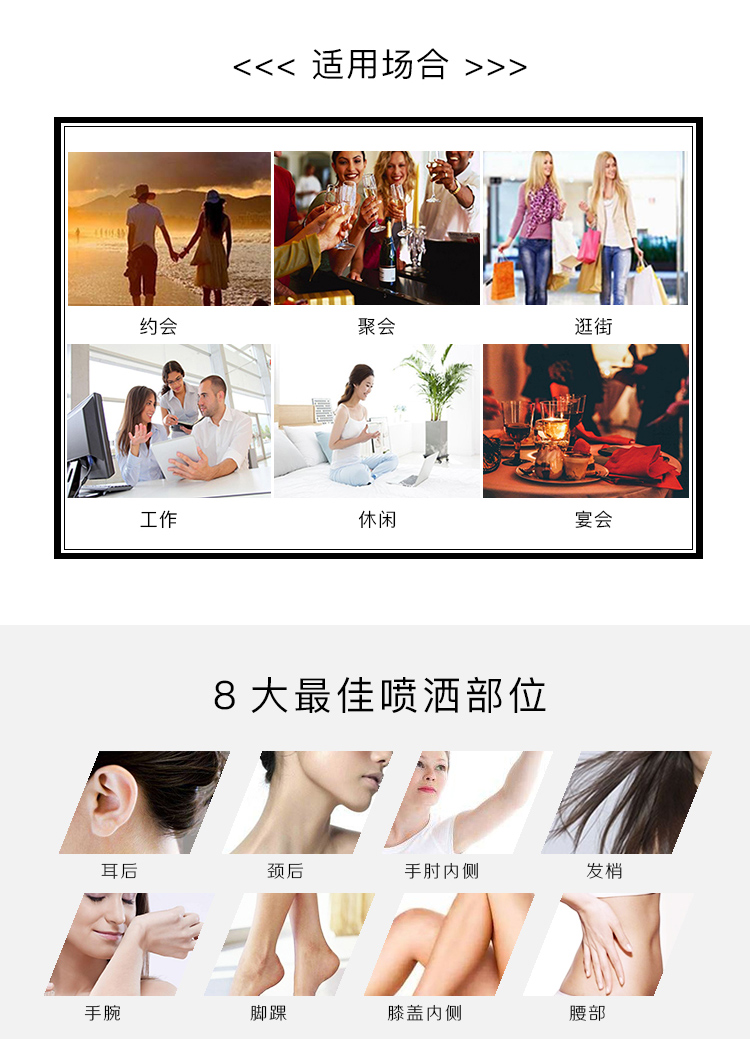 <<< 适用场合 >>>
约会 聚会 逛街
工作 休闲 宴会
8 大最佳喷洒部位
耳后 颈后 手肘内侧 发梢
手腕 脚踝 膝盖内侧 腰部